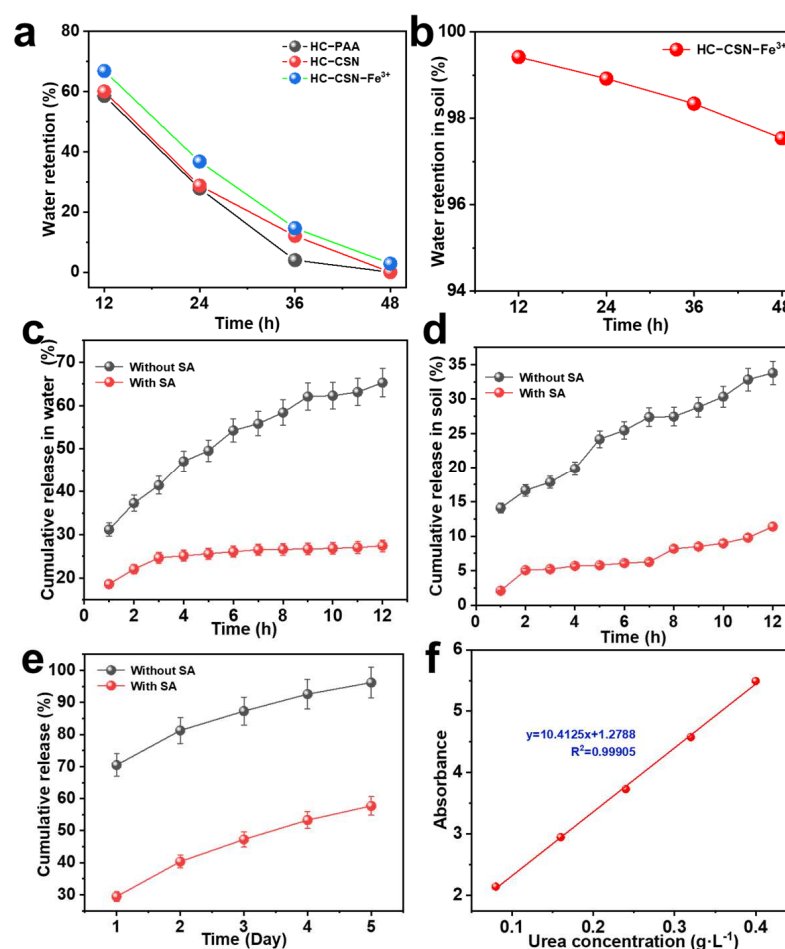 a
Water retention (%)
80
60
40
20
0
HC-PAA
HC-CSN
HC-CSN-Fe³⁺
12 24 36 48
Time (h)
b
Water retention in soil (%)
100
98
96
94
HC-CSN-Fe³⁺
12 24 36 48
Time (h)
c
Cumulative release in water (%)
70
60
50
40
30
20
Without SA
With SA
0 2 4 6 8 10 12
Time (h)
d
Cumulative release in soil (%)
35
30
25
20
15
10
5
0
Without SA
With SA
0 2 4 6 8 10 12
Time (h)
e
Cumulative release (%)
100
90
80
70
60
50
40
30
Without SA
With SA
1 2 3 4 5
Time (Day)
f
Absorbance
6
5
4
3
2
y=10.4125x+1.2788
R²=0.99905
0.1 0.2 0.3 0.4
Urea concentration (g·L⁻¹)